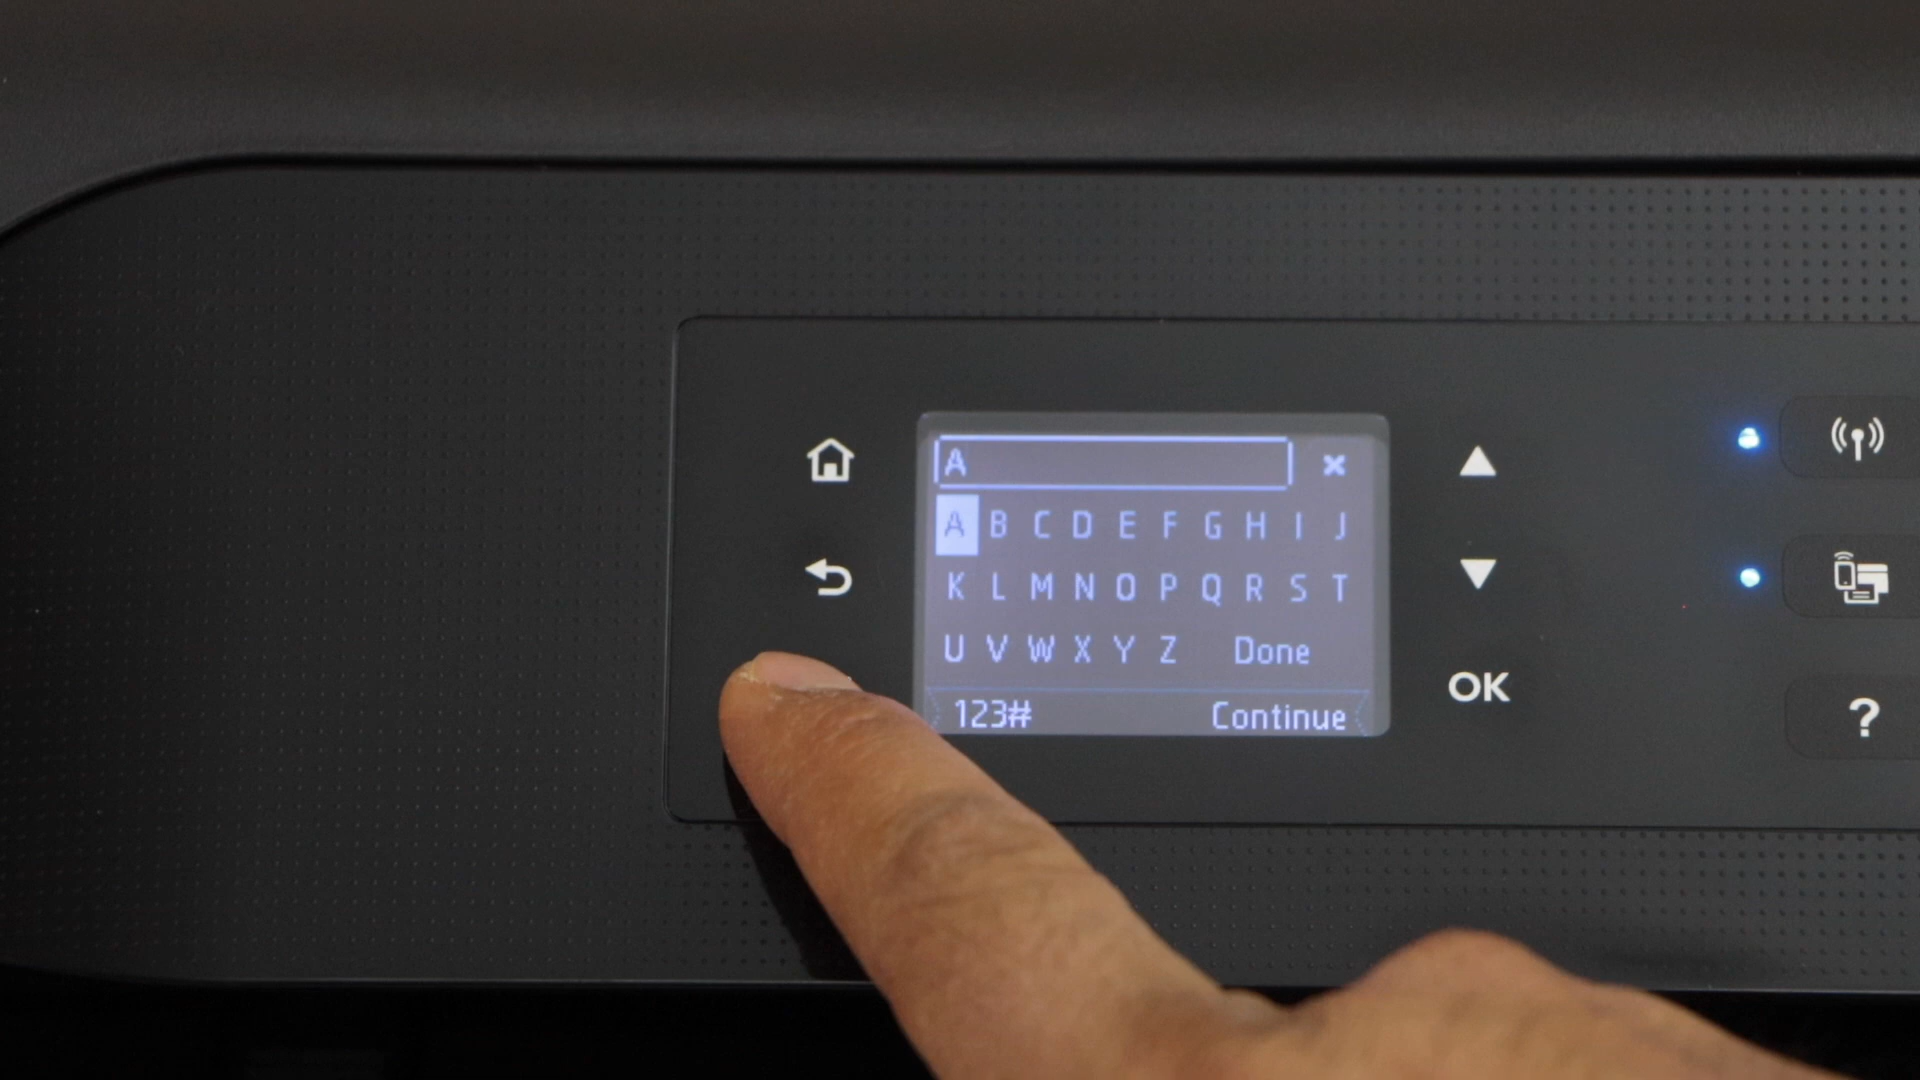 A ×
A B C D E F G H I J
K L M N O P Q R S T
U V W X Y Z Done
123# Continue
OK
?